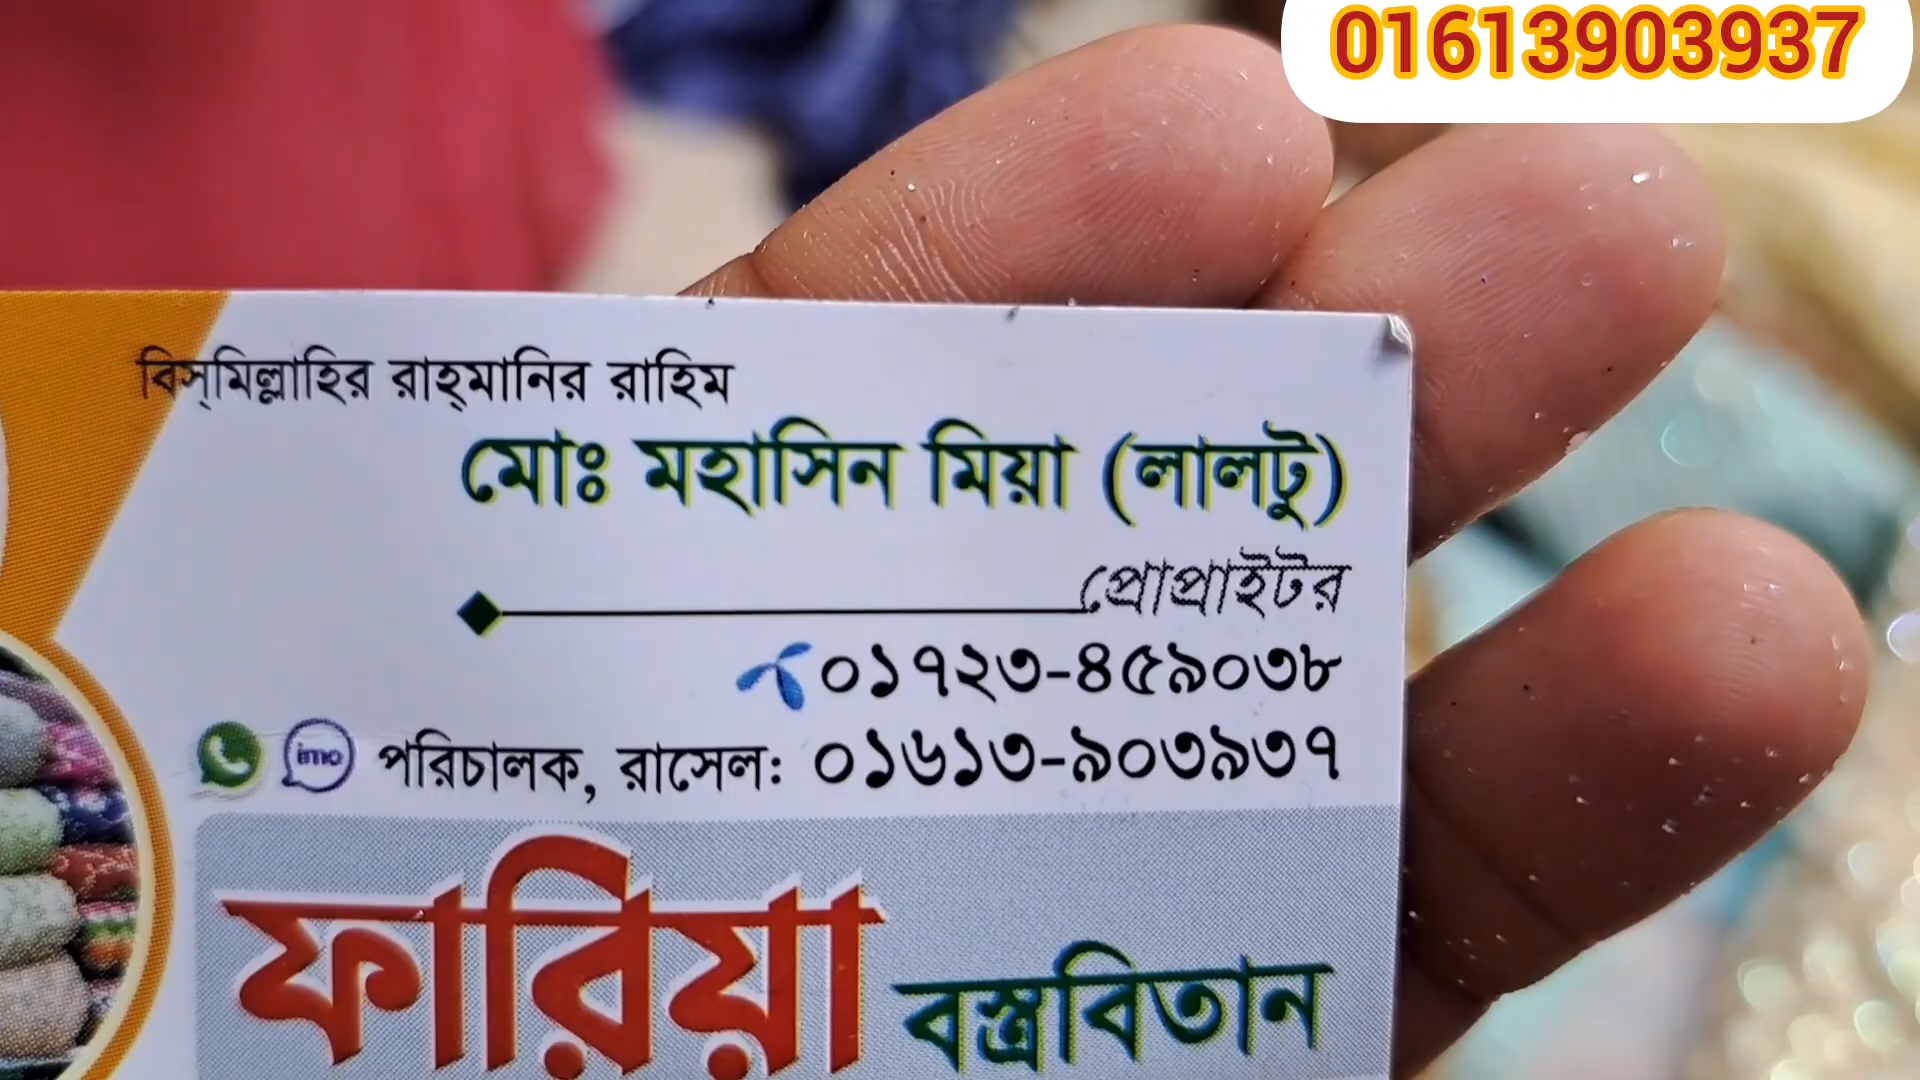 01613903937
বিস্‌মিল্লাহির রাহ্‌মানির রাহিম
মোঃ মহাসিন মিয়া (লালটু)
প্রোপ্রাইটর
০১৭২৩-৪৫৯০৩৮
imo পরিচালক, রাসেল: ০১৬১৩-৯০৩৯৩৭
ফারিয়া বস্ত্রবিতান